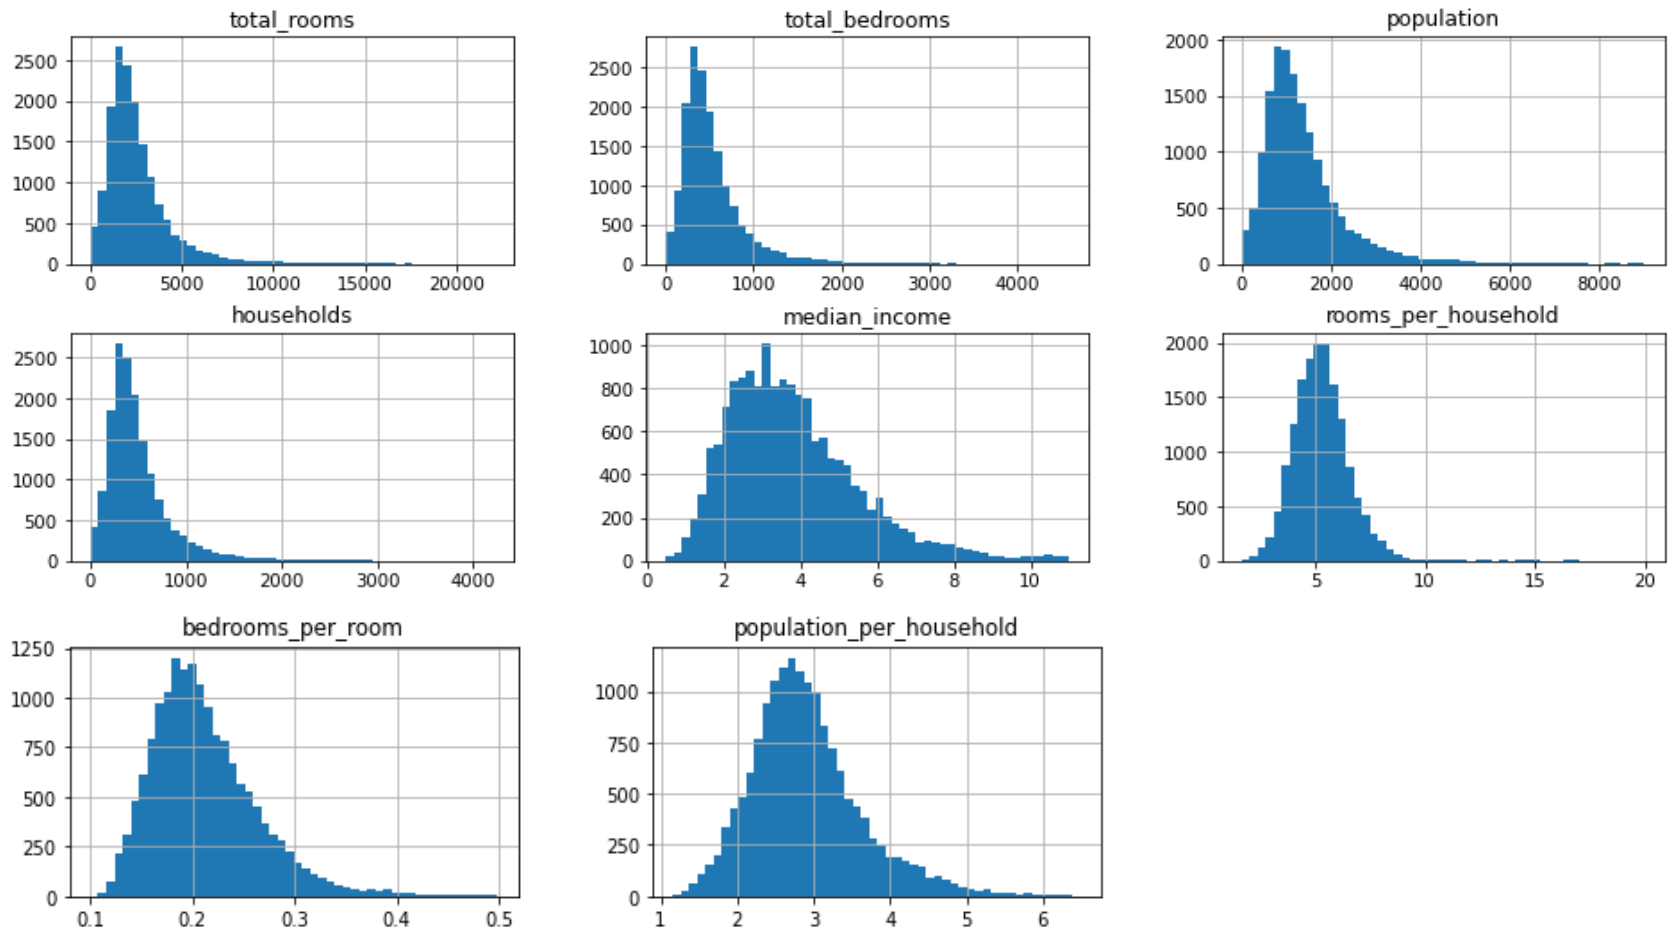 total_rooms
2500
2000
1500
1000
500
0
0 5000 10000 15000 20000
total_bedrooms
2500
2000
1500
1000
500
0
0 1000 2000 3000 4000
population
2000
1500
1000
500
0
0 2000 4000 6000 8000
households
2500
2000
1500
1000
500
0
0 1000 2000 3000 4000
median_income
1000
800
600
400
200
0
0 2 4 6 8 10
rooms_per_household
2000
1500
1000
500
0
5 10 15 20
bedrooms_per_room
1250
1000
750
500
250
0
0.1 0.2 0.3 0.4 0.5
population_per_household
1000
750
500
250
0
1 2 3 4 5 6